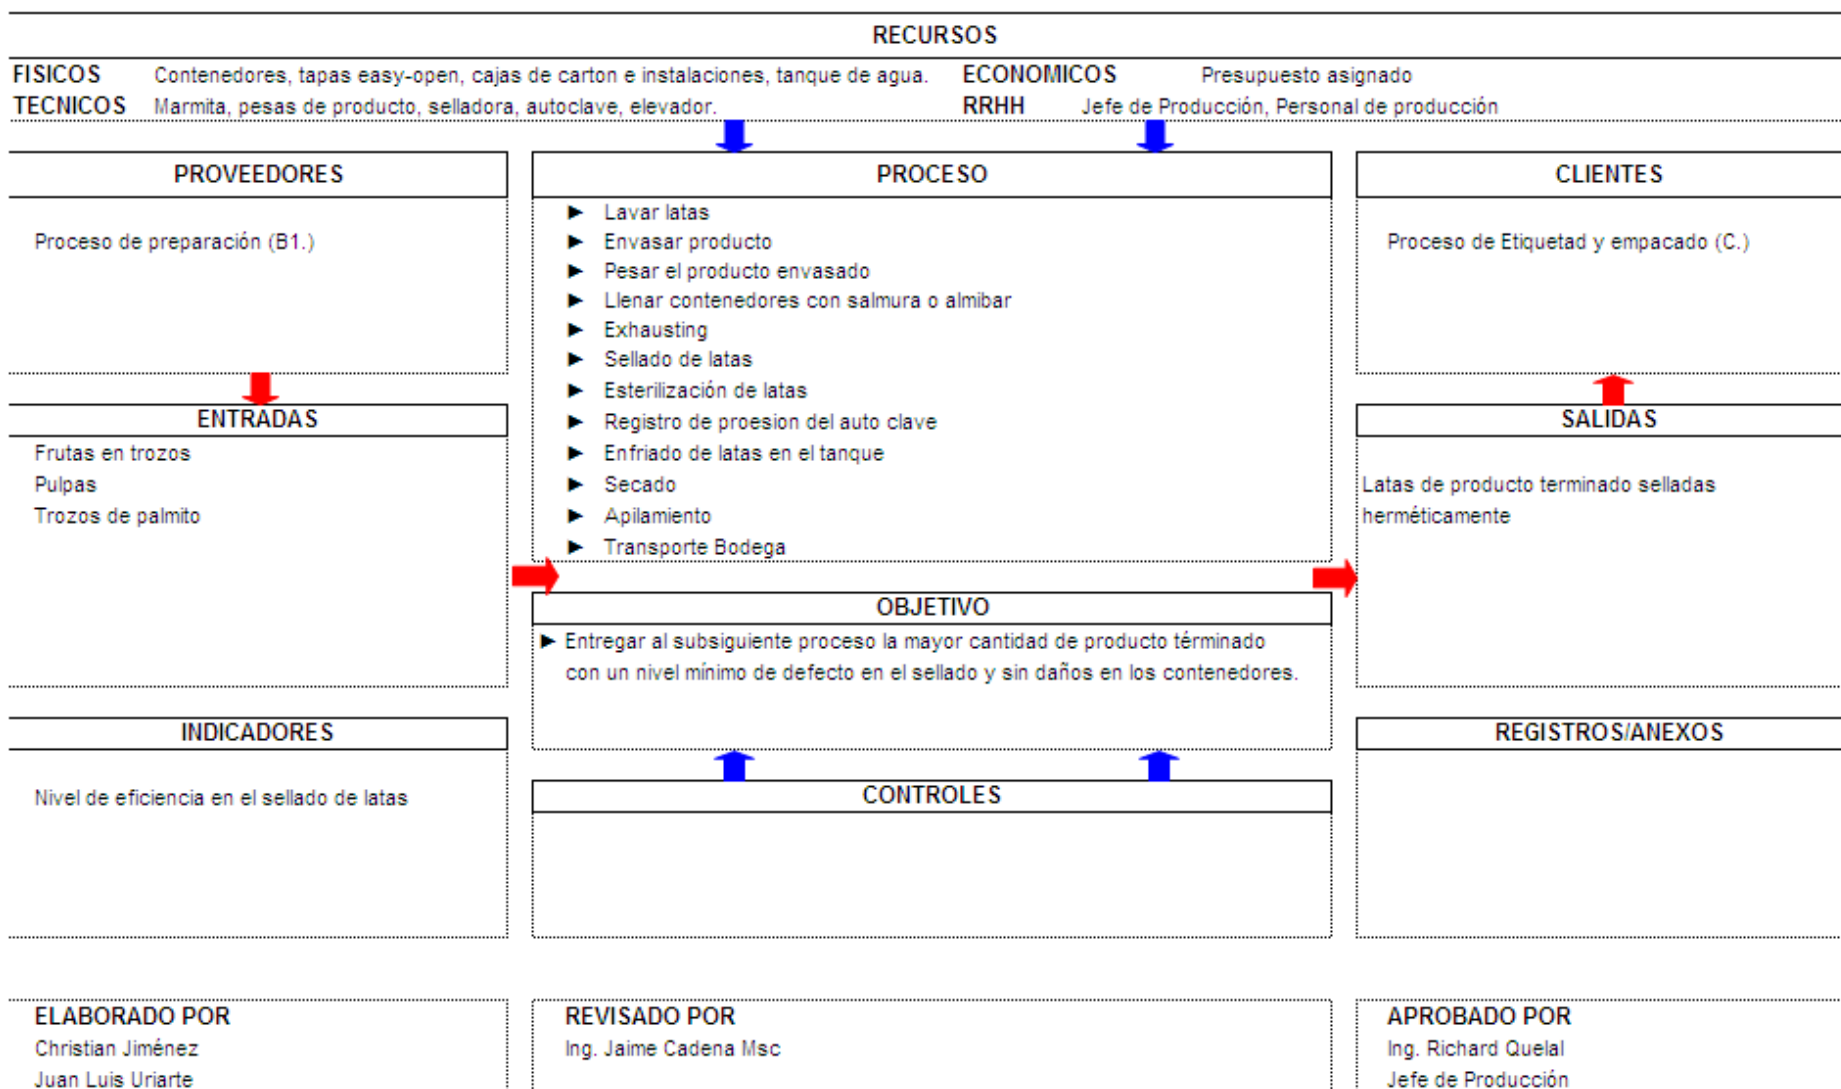 RECURSOS
FISICOS Contenedores, tapas easy-open, cajas de carton e instalaciones, tanque de agua. ECONOMICOS Presupuesto asignado
TECNICOS Marmita, pesas de producto, selladora, autoclave, elevador. RRHH Jefe de Producción, Personal de producción
PROVEEDORES
Proceso de preparación (B1.)
ENTRADAS
Frutas en trozos
Pulpas
Trozos de palmito
INDICADORES
Nivel de eficiencia en el sellado de latas
PROCESO
► Lavar latas
► Envasar producto
► Pesar el producto envasado
► Llenar contenedores con salmura o almibar
► Exhausting
► Sellado de latas
► Esterilización de latas
► Registro de proesion del auto clave
► Enfriado de latas en el tanque
► Secado
► Apilamiento
► Transporte Bodega
OBJETIVO
► Entregar al subsiguiente proceso la mayor cantidad de producto términado
con un nivel mínimo de defecto en el sellado y sin daños en los contenedores.
CONTROLES
CLIENTES
Proceso de Etiquetad y empacado (C.)
SALIDAS
Latas de producto terminado selladas
herméticamente
REGISTROS/ANEXOS
ELABORADO POR
Christian Jiménez
Juan Luis Uriarte
REVISADO POR
Ing. Jaime Cadena Msc
APROBADO POR
Ing. Richard Quelal
Jefe de Producción